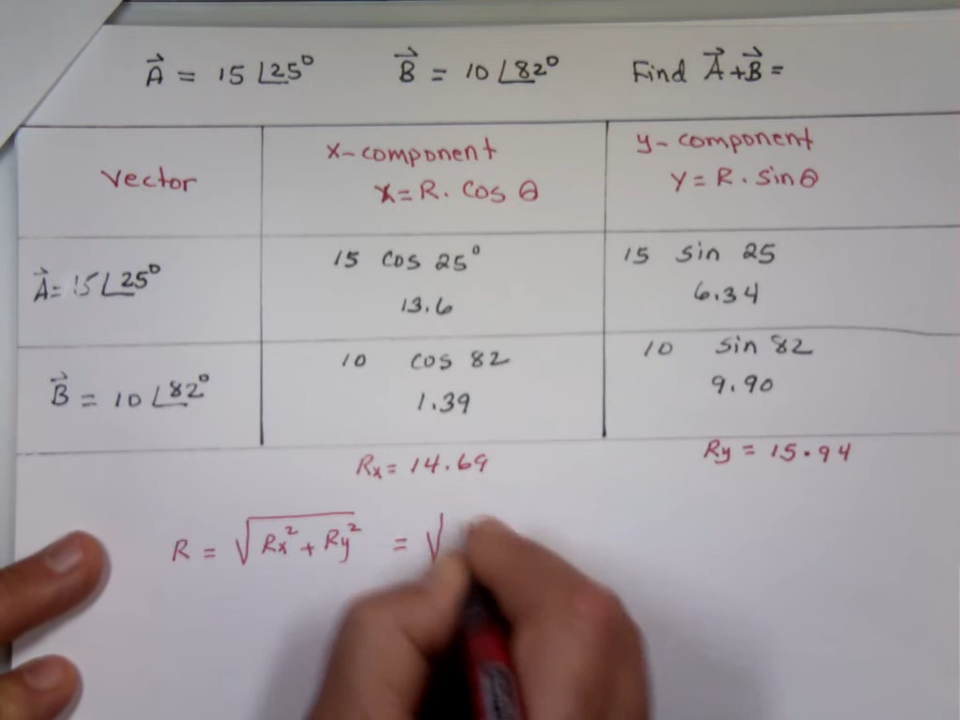 A⃗ = 15 ∠25° B⃗ = 10 ∠82° Find A⃗+B⃗ =
Vector x-component y-component
x=R. cos θ y=R. sinθ
A⃗= 15∠25° 15 cos 25° 15 sin 25
13.6 6.34
B⃗ = 10 ∠82° 10 cos 82 10 sin 82
1.39 9.90
Rx = 14.69 Ry = 15.94
R = √Rx²+Ry² = √